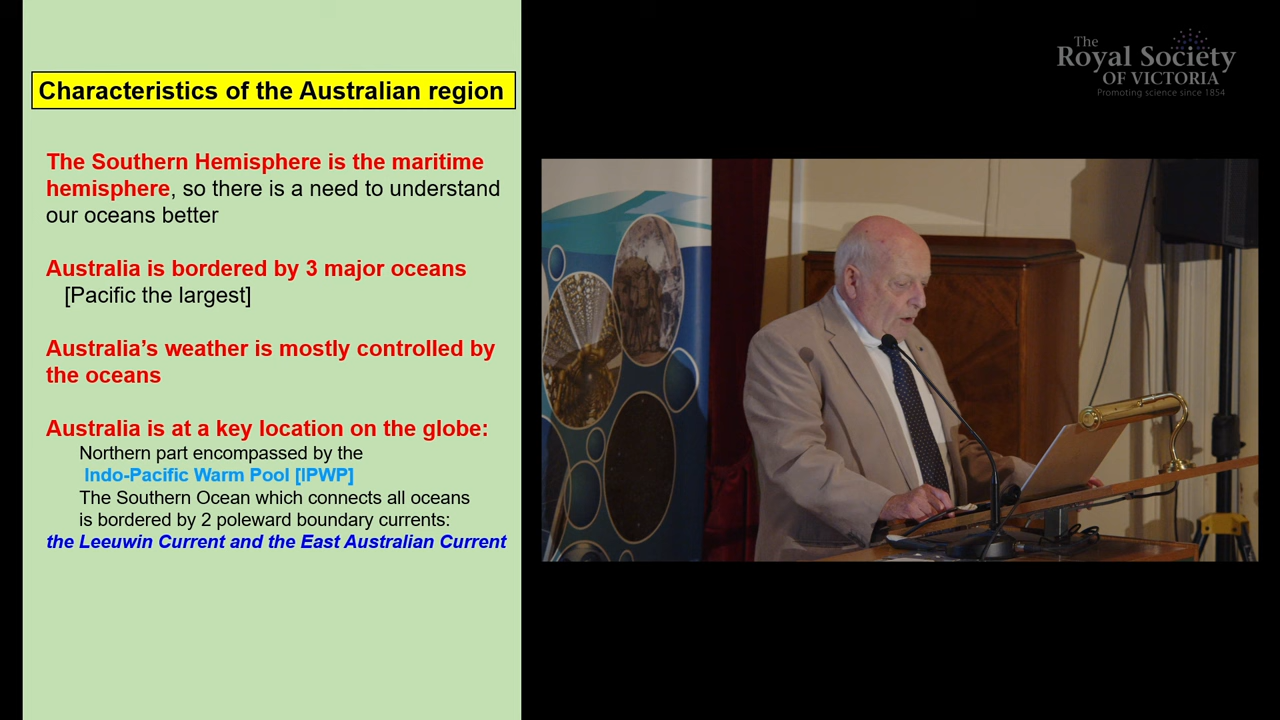 The
Royal Society
OF VICTORIA
Promoting science since 1854
Characteristics of the Australian region
The Southern Hemisphere is the maritime
hemisphere, so there is a need to understand
our oceans better
Australia is bordered by 3 major oceans
[Pacific the largest]
Australia’s weather is mostly controlled by
the oceans
Australia is at a key location on the globe:
Northern part encompassed by the
Indo-Pacific Warm Pool [IPWP]
The Southern Ocean which connects all oceans
is bordered by 2 poleward boundary currents:
the Leeuwin Current and the East Australian Current